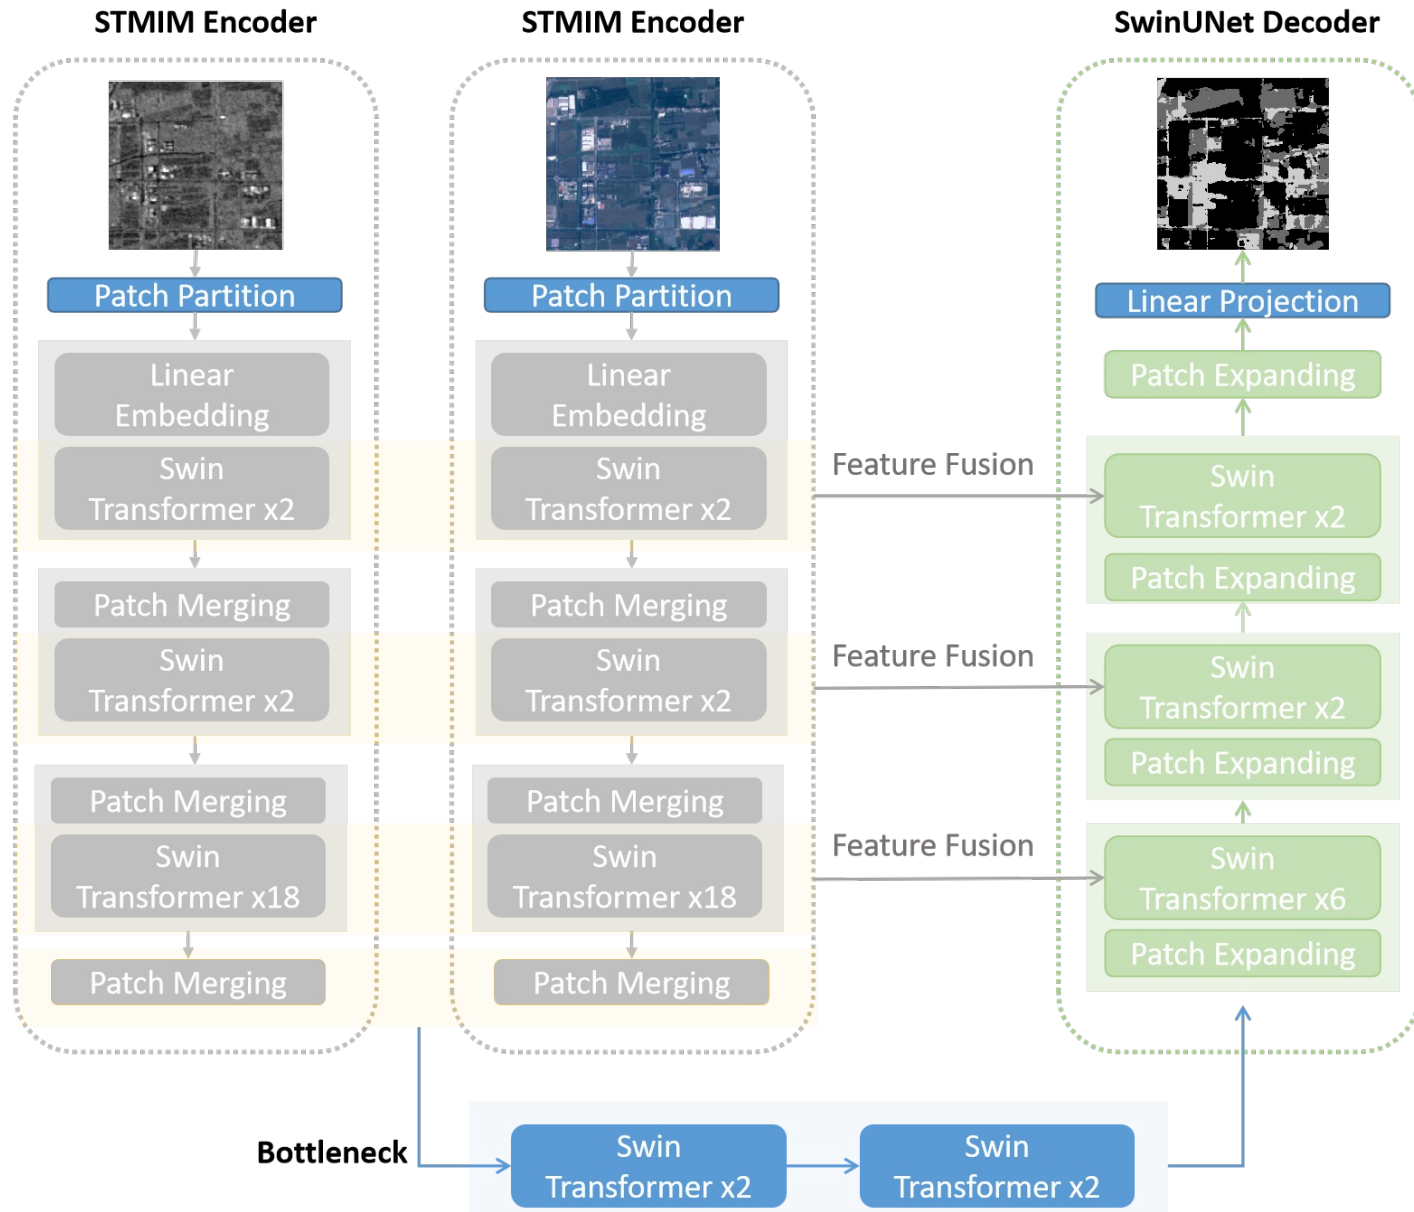 STMIM Encoder
Patch Partition
Linear
Embedding
Swin
Transformer x2
Patch Merging
Swin
Transformer x2
Patch Merging
Swin
Transformer x18
Patch Merging
STMIM Encoder
Patch Partition
Linear
Embedding
Swin
Transformer x2
Patch Merging
Swin
Transformer x2
Patch Merging
Swin
Transformer x18
Patch Merging
Feature Fusion
Feature Fusion
Feature Fusion
SwinUNet Decoder
Linear Projection
Patch Expanding
Swin
Transformer x2
Patch Expanding
Swin
Transformer x2
Patch Expanding
Swin
Transformer x6
Patch Expanding
Bottleneck
Swin
Transformer x2
Swin
Transformer x2